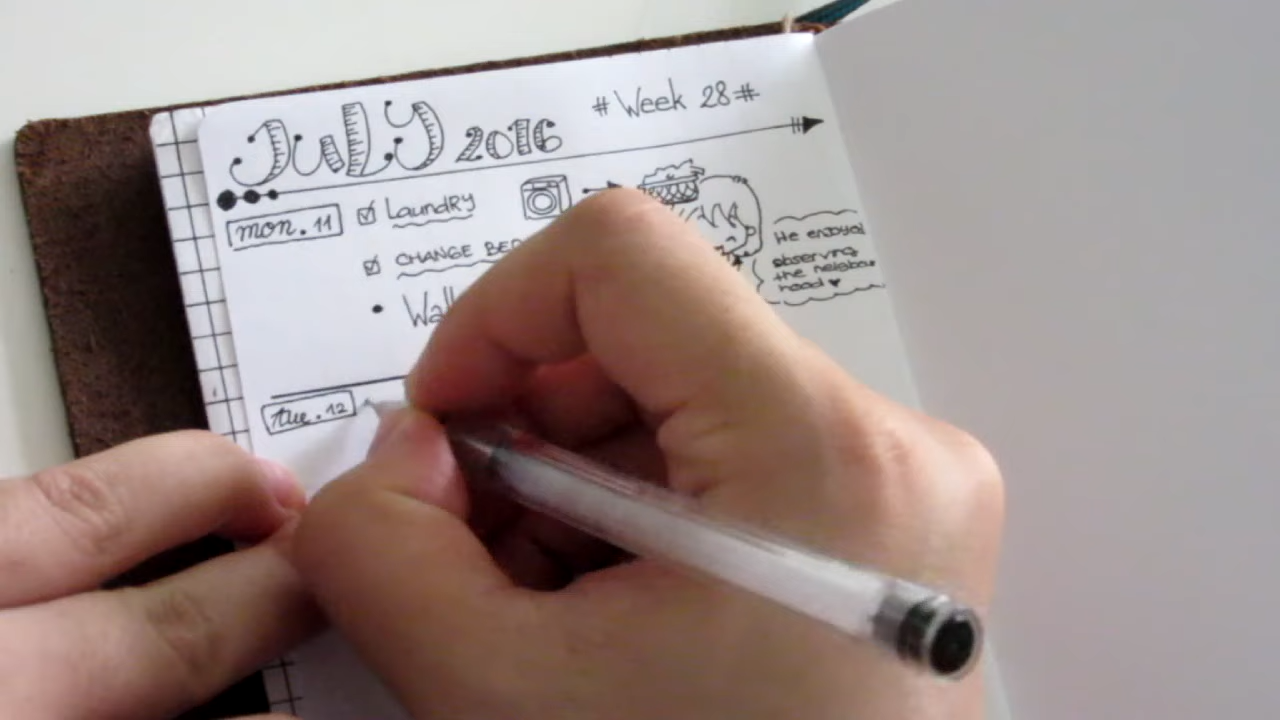 July 2016
#Week 28#
mon. 11
Laundry
CHANGE BED
Wal
He enjoyed
observing
the neighbour
hood ♥
Tue. 12